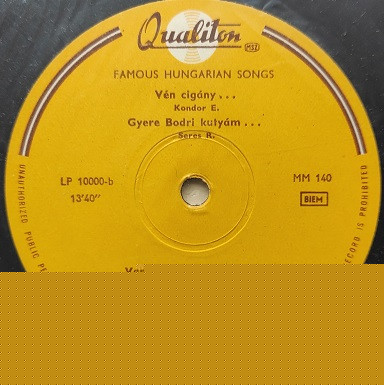 Qualiton
MSZ
FAMOUS HUNGARIAN SONGS
Vén cigány...
Kondor E.
Gyere Bodri kutyám...
Seres R.
LP 10000-b
13'40"
MM 140
BIEM
UNAUTHORIZED PUBLIC
RECORD IS PROHIBITED